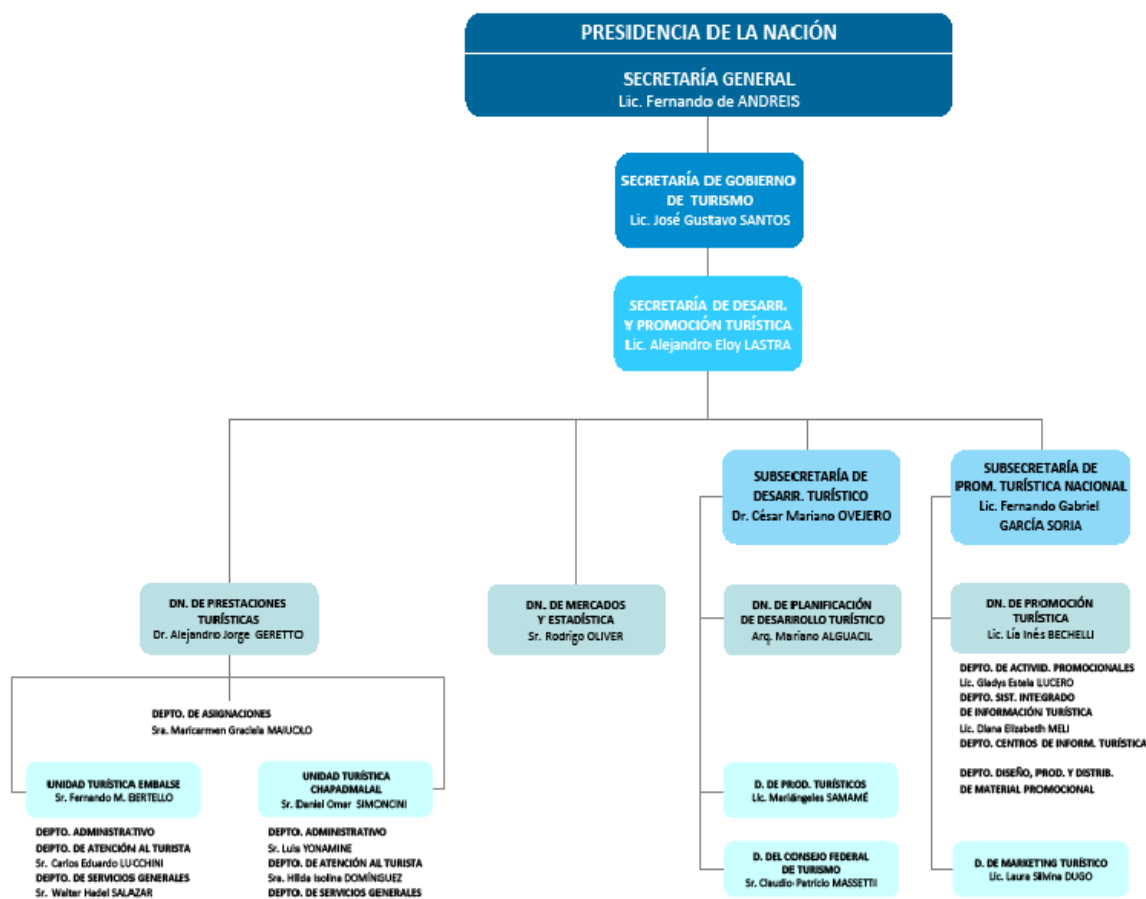 PRESIDENCIA DE LA NACIÓN
SECRETARÍA GENERAL
Lic. Fernando de ANDREIS
SECRETARÍA DE GOBIERNO
DE TURISMO
Lic. José Gustavo SANTOS
SECRETARÍA DE DESARR.
Y PROMOCIÓN TURÍSTICA
Lic. Alejandro Eloy LASTRA
SUBSECRETARÍA DE
DESARR. TURÍSTICO
Dr. César Mariano OVEJERO
SUBSECRETARÍA DE
PROM. TURÍSTICA NACIONAL
Lic. Fernando Gabriel
GARCÍA SORIA
DN. DE PRESTACIONES
TURÍSTICAS
Dr. Alejandro Jorge GERETTO
DN. DE MERCADOS
Y ESTADÍSTICA
Sr. Rodrigo OLIVER
DN. DE PLANIFICACIÓN
DE DESARROLLO TURÍSTICO
Arq. Mariano ALGUACIL
DN. DE PROMOCIÓN
TURÍSTICA
Lic. Lía Inés BECHELLI
DEPTO. DE ACTIVID. PROMOCIONALES
Lic. Gladys Estela LUCERO
DEPTO. SIST. INTEGRADO
DE INFORMACIÓN TURÍSTICA
Lic. Diana Elizabeth MELI
DEPTO. CENTROS DE INFORM. TURÍSTICA
DEPTO. DISEÑO, PROD. Y DISTRIB.
DE MATERIAL PROMOCIONAL
DEPTO. DE ASIGNACIONES
Sra. Maricarmen Graciela MAIUOLO
UNIDAD TURÍSTICA EMBALSE
Sr. Fernando M. BERTELLO
DEPTO. ADMINISTRATIVO
DEPTO. DE ATENCIÓN AL TURISTA
Sr. Carlos Eduardo LUCCHINI
DEPTO. DE SERVICIOS GENERALES
Sr. Walter Hadel SALAZAR
UNIDAD TURÍSTICA
CHAPADMALAL
Sr. Daniel Omar SIMONCINI
DEPTO. ADMINISTRATIVO
Sr. Luis YONAMINE
DEPTO. DE ATENCIÓN AL TURISTA
Sra. Hilda Isolina DOMÍNGUEZ
DEPTO. DE SERVICIOS GENERALES
D. DE PROD. TURÍSTICOS
Lic. Mariángeles SAMAMÉ
D. DEL CONSEJO FEDERAL
DE TURISMO
Sr. Claudio Patricio MASSETTI
D. DE MARKETING TURÍSTICO
Lic. Laura Silvina DUGO